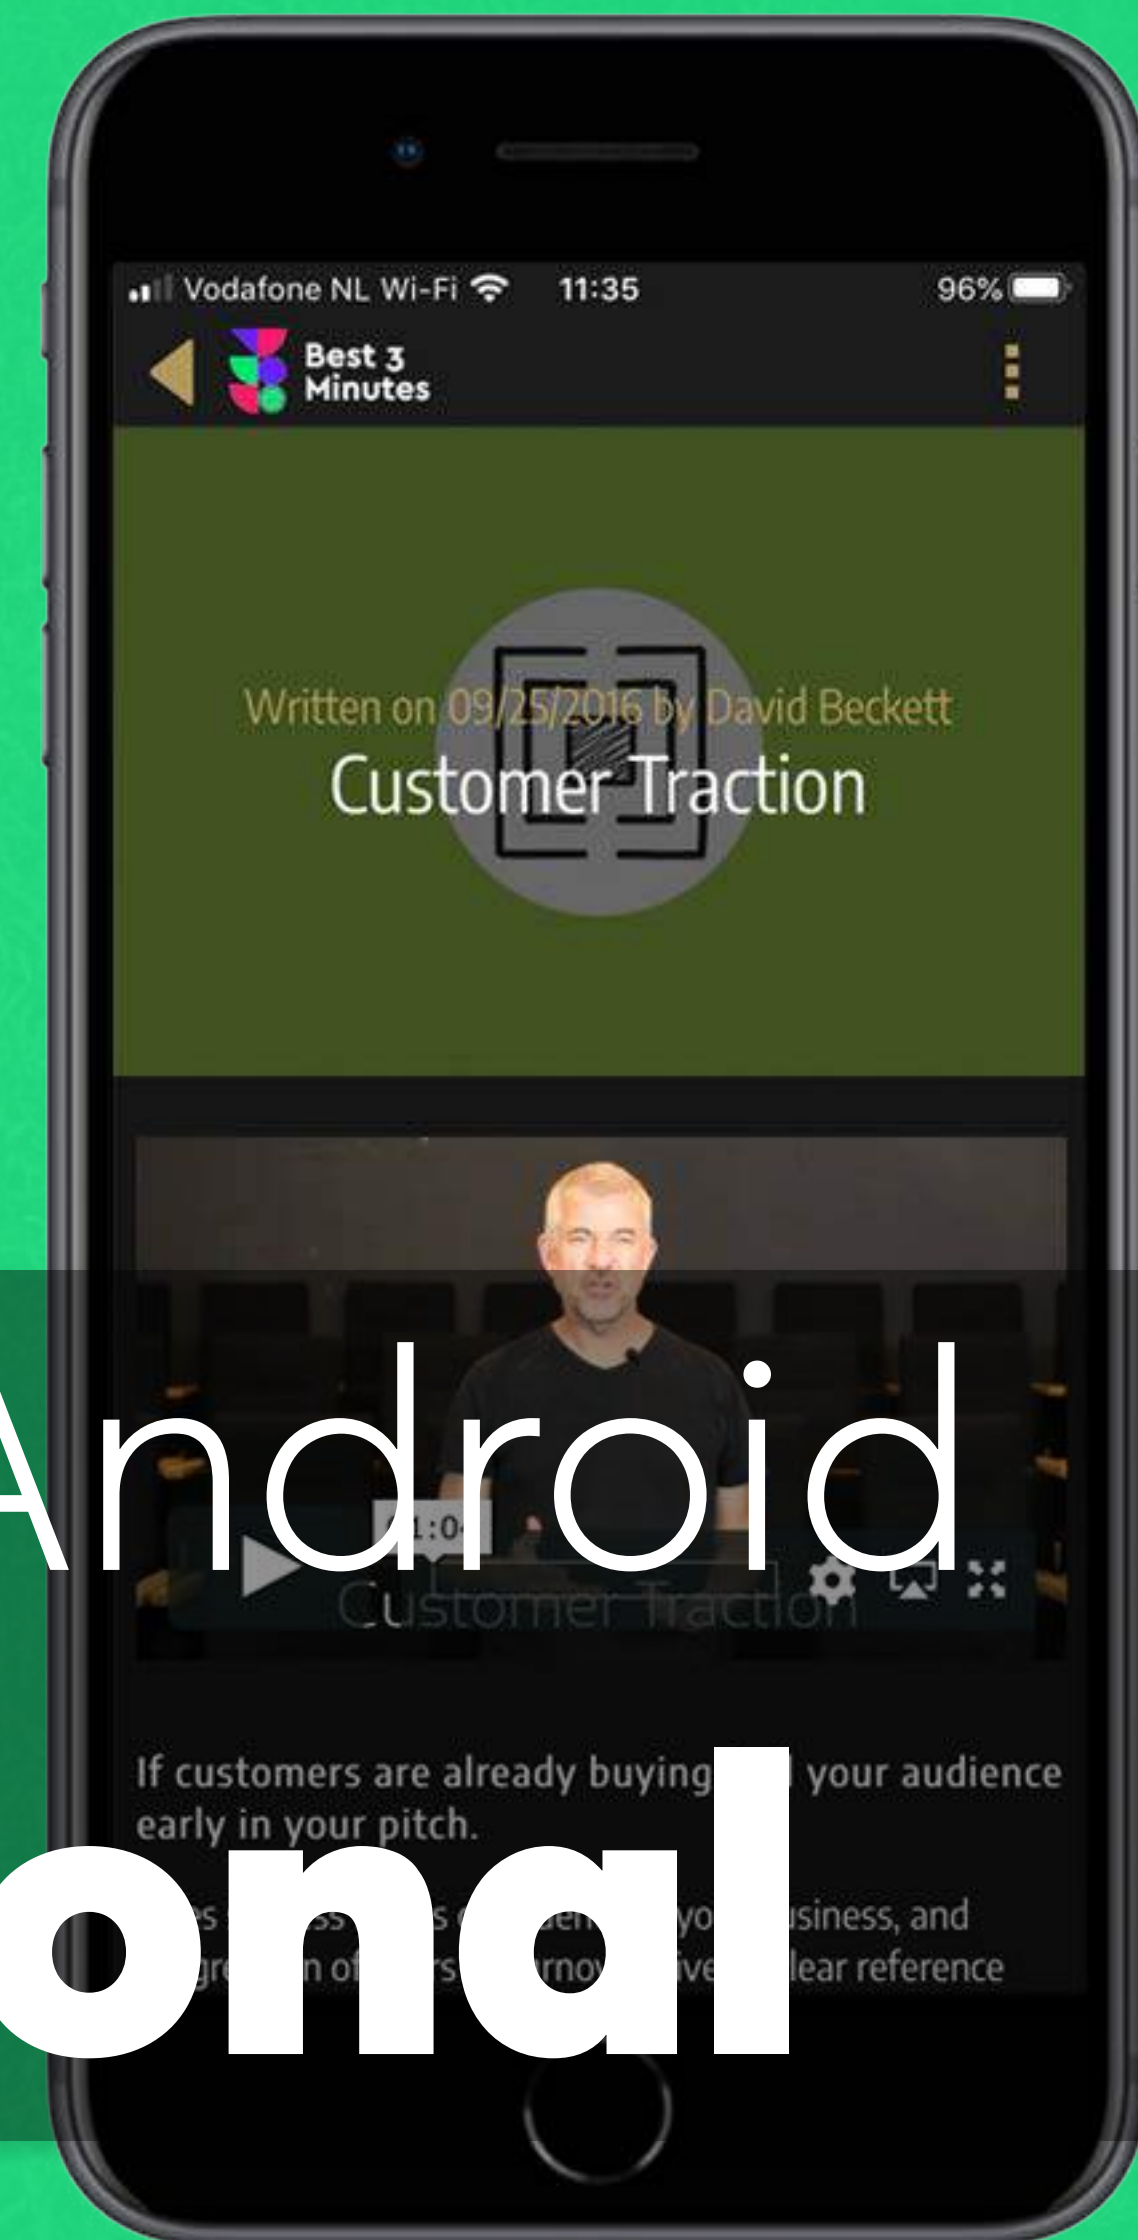 Vodafone NL Wi-Fi 11:35 96%
Best 3
Minutes
Written on 09/25/2016 by David Beckett
Customer Traction
Android
1:04
Customer Traction
If customers are already buying your audience
early in your pitch.
onal
siness, and
lear reference